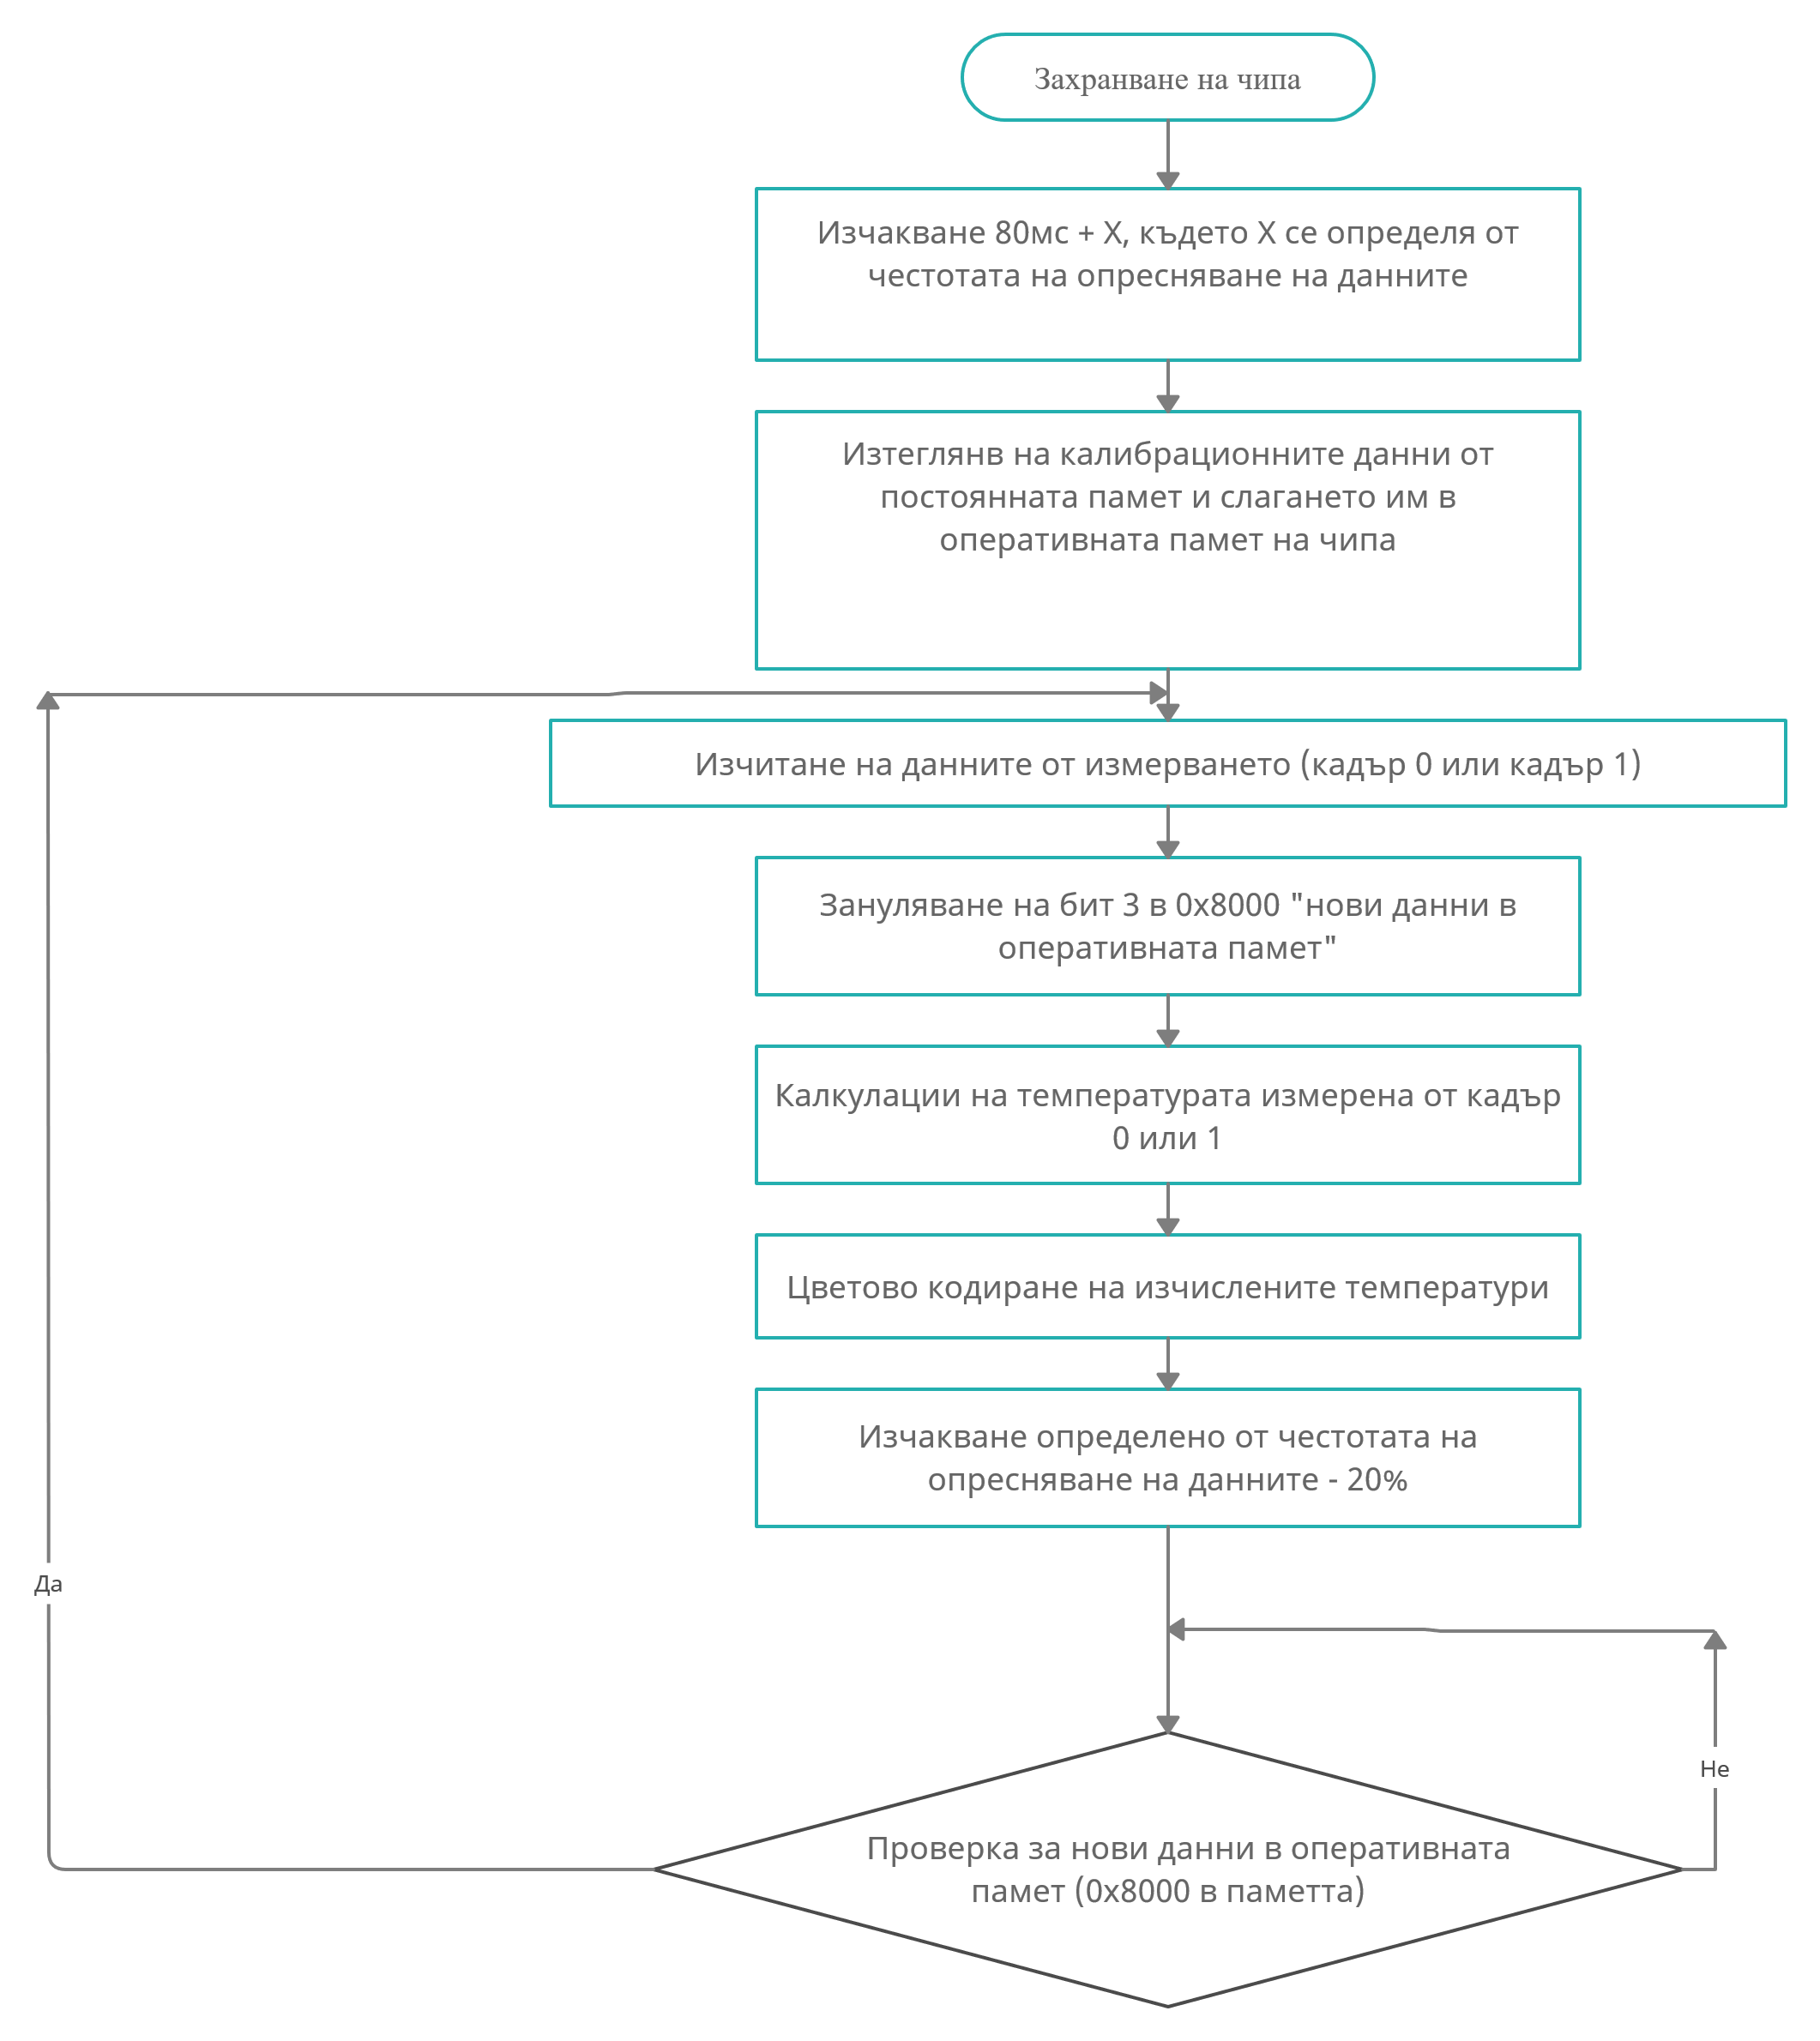 Захранване на чипа
Изчакване 80мс + X, където X се определя от
честотата на опресняване на данните
Изтеглянв на калибрационните данни от
постоянната памет и слагането им в
оперативната памет на чипа
Изчитане на данните от измерването (кадър 0 или кадър 1)
Зануляване на бит 3 в 0x8000 "нови данни в
оперативната памет"
Калкулации на температурата измерена от кадър
0 или 1
Цветово кодиране на изчислените температури
Изчакване определено от честотата на
опресняване на данните - 20%
Да
Не
Проверка за нови данни в оперативната
памет (0x8000 в паметта)